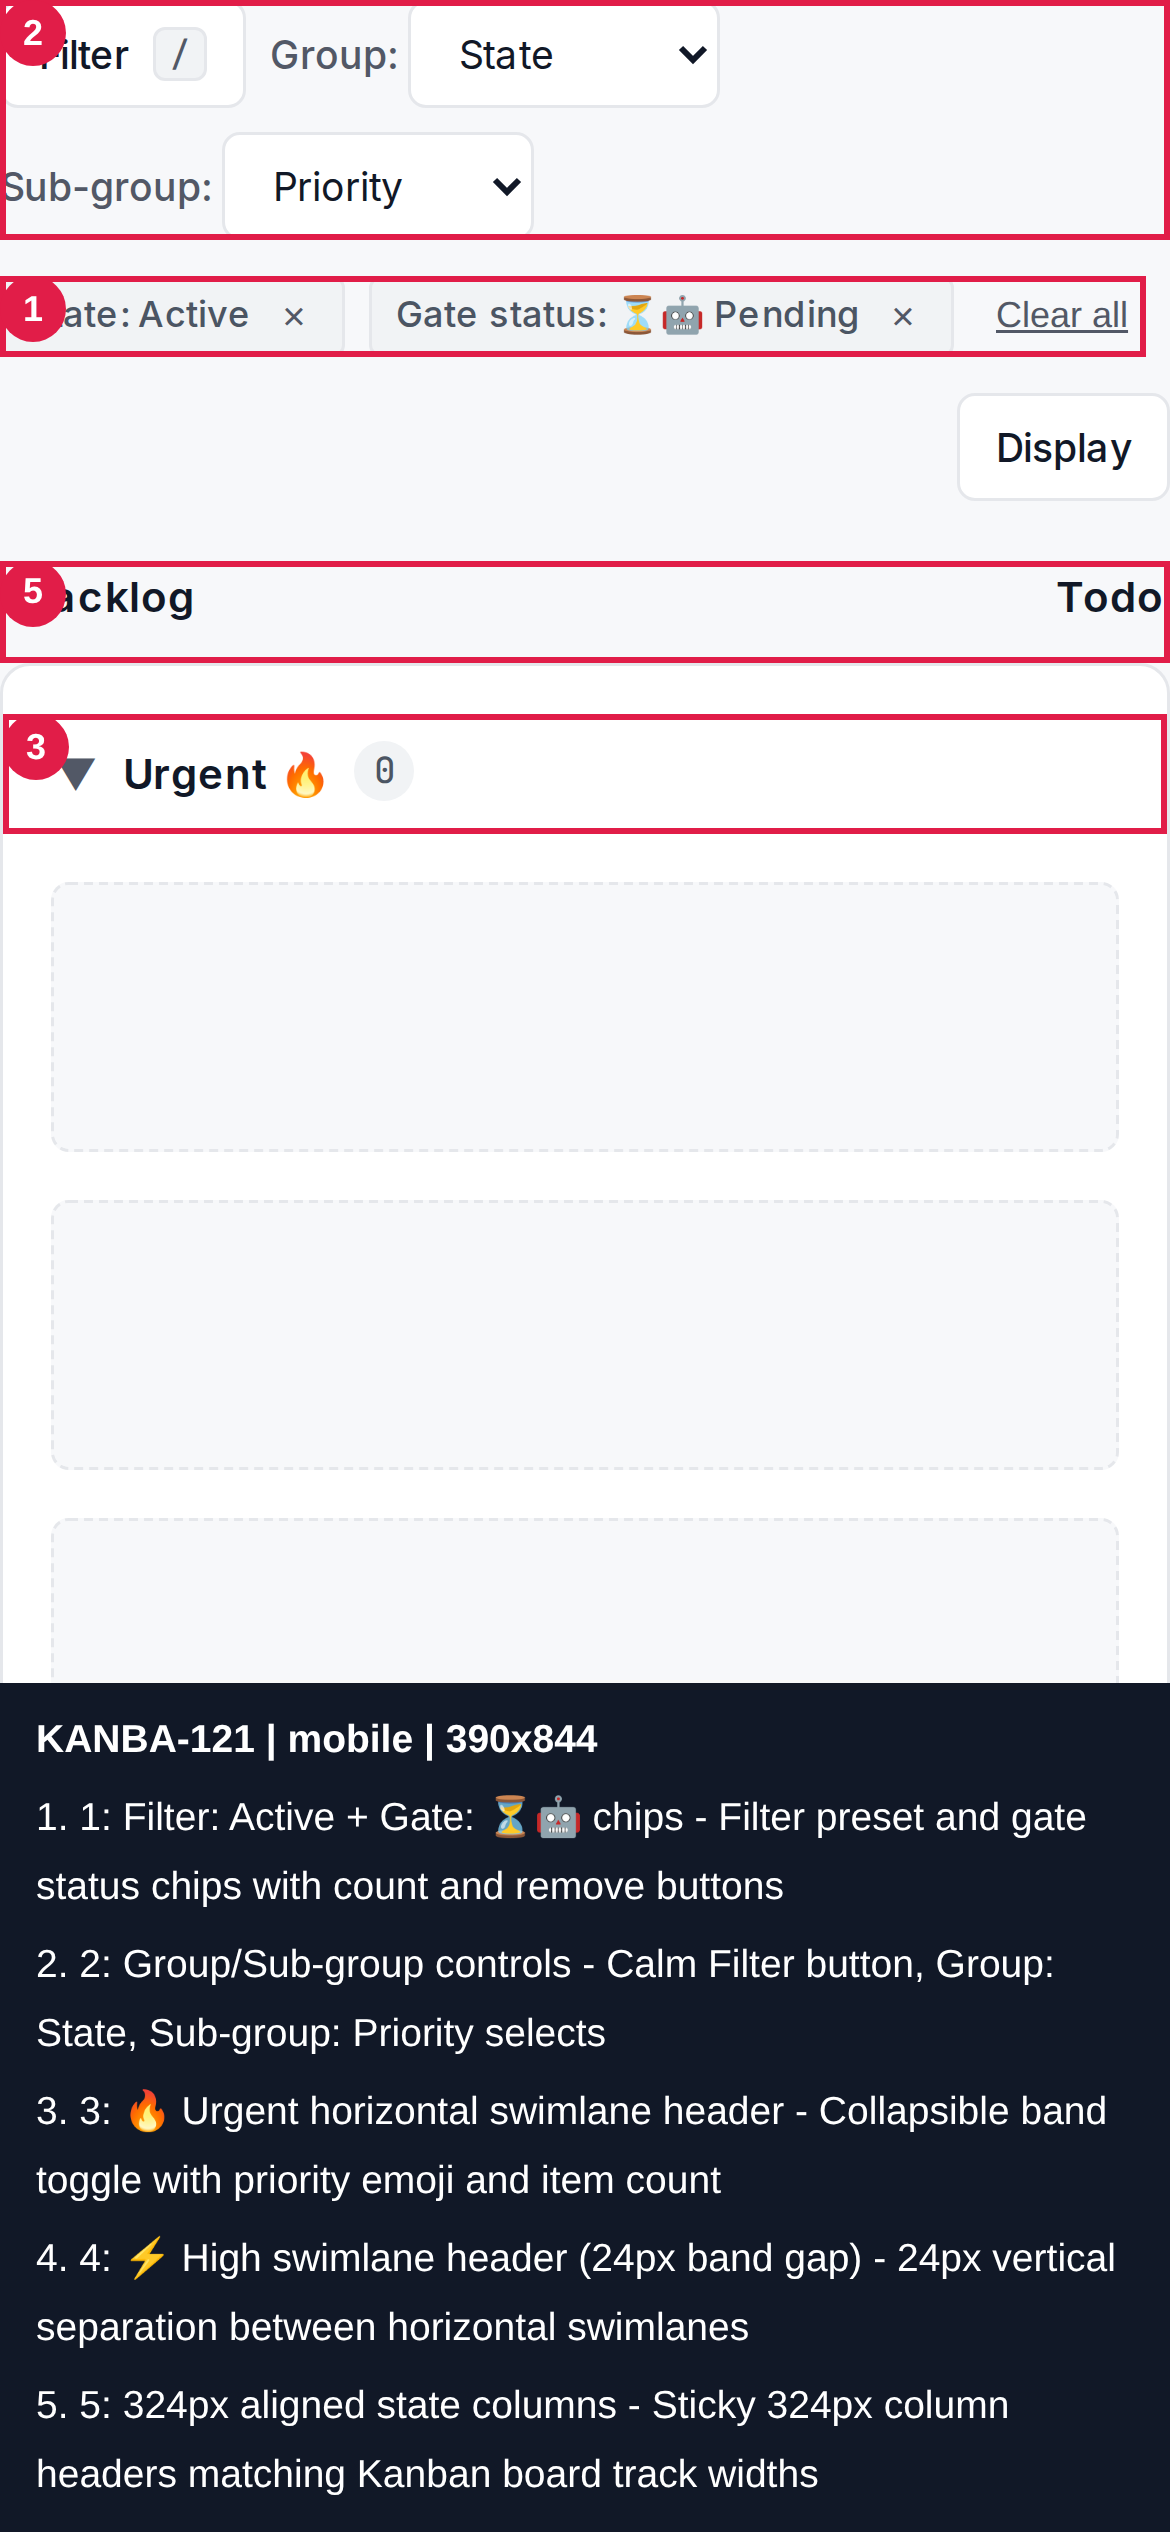 2
ilter /
Group: State
Sub-group: Priority
1
ate: Active ×
Gate status: ⏳🤖 Pending ×
Clear all
Display
5
acklog
Todo
3
▼ Urgent 🔥 0
KANBA-121 | mobile | 390x844
1. 1: Filter: Active + Gate: ⏳🤖 chips - Filter preset and gate
status chips with count and remove buttons
2. 2: Group/Sub-group controls - Calm Filter button, Group:
State, Sub-group: Priority selects
3. 3: 🔥 Urgent horizontal swimlane header - Collapsible band
toggle with priority emoji and item count
4. 4: ⚡ High swimlane header (24px band gap) - 24px vertical
separation between horizontal swimlanes
5. 5: 324px aligned state columns - Sticky 324px column
headers matching Kanban board track widths